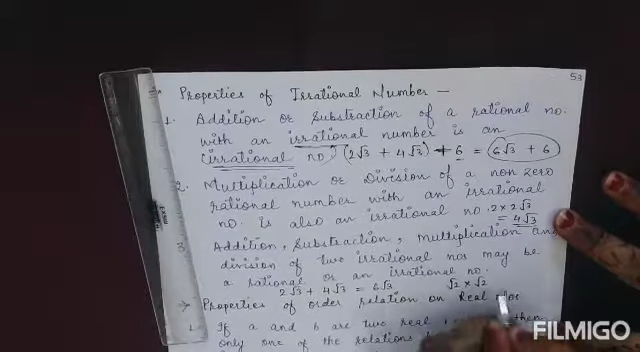 53
Properties of Irrational Number —
1. Addition or Substraction of a rational no.
with an irrational number is an
irrational no (2√3 + 4√3) + 6 = 6√3 + 6
2. Multiplication or Division of a non zero
rational number with an irrational
no. is also an irrational no. 2 × 2√3
= 4√3
3. Addition, Substraction, Multiplication and
division of two irrational nos may be
a rational or an irrational no.
2√3 + 4√3 = 6√3 √2 × √2
→ Properties of order relation on Real nos
1. If a and b are two real then
only one of the relations
FILMIGO